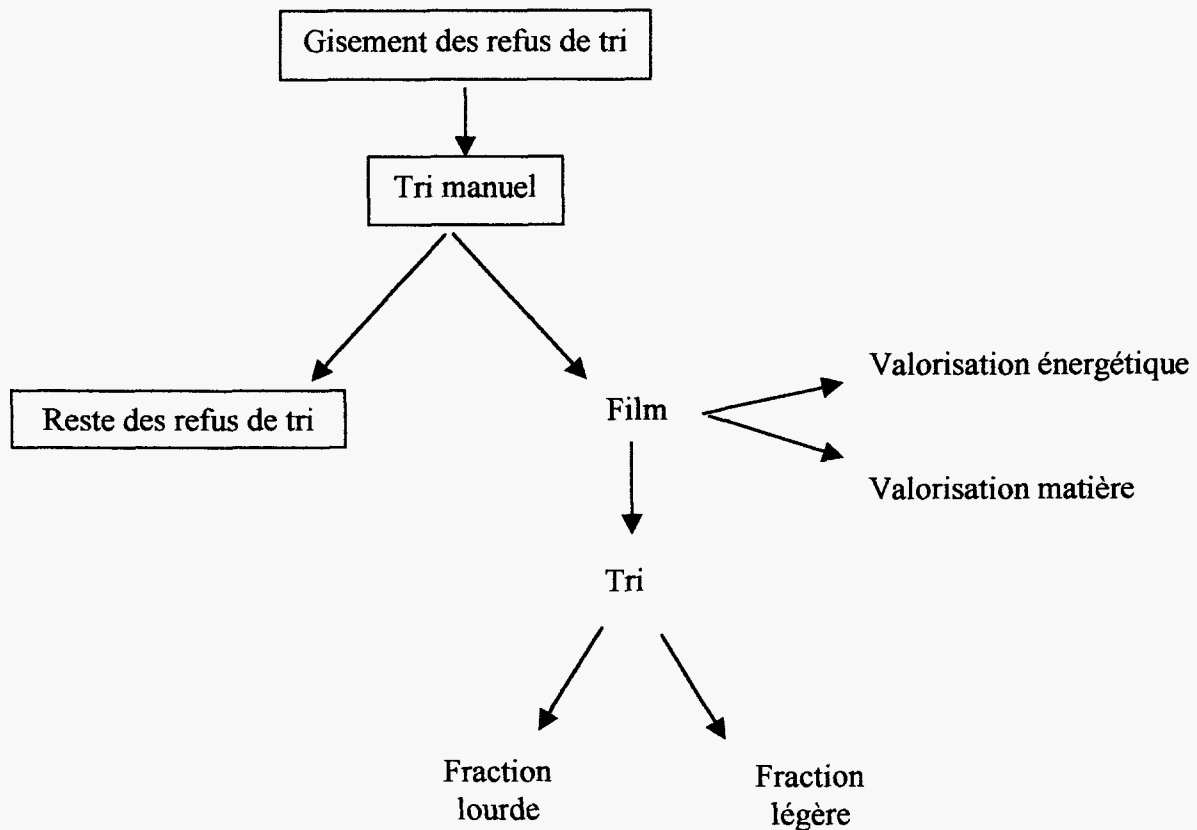 Gisement des refus de tri
Tri manuel
Valorisation énergétique
Reste des refus de tri
Film
Valorisation matière
Tri
Fraction
lourde
Fraction
légère